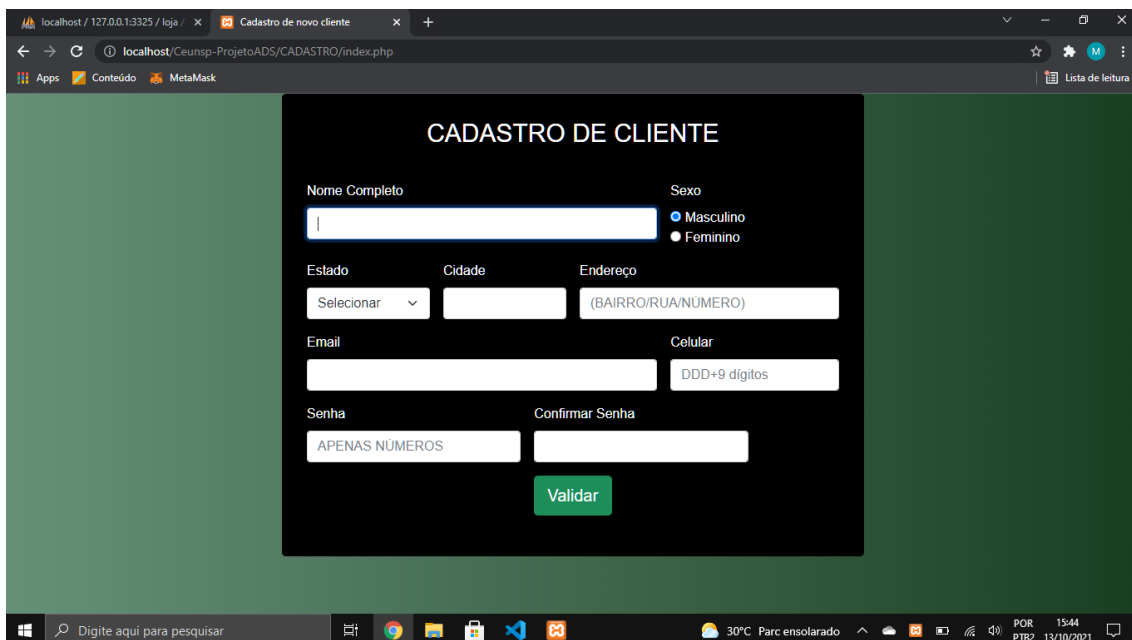 localhost / 127.0.0.1:3325 / loja / Cadastro de novo cliente
localhost/Ceunsp-ProjetoADS/CADASTRO/index.php M
Apps Conteúdo MetaMask Lista de leitura
CADASTRO DE CLIENTE
Nome Completo Sexo
Masculino
Feminino
Estado Cidade Endereço
Selecionar (BAIRRO/RUA/NÚMERO)
Email Celular
DDD+9 dígitos
Senha Confirmar Senha
APENAS NÚMEROS
Validar
Digite aqui para pesquisar 30°C Parc ensolarado POR 15:44
PTB2 13/10/2021